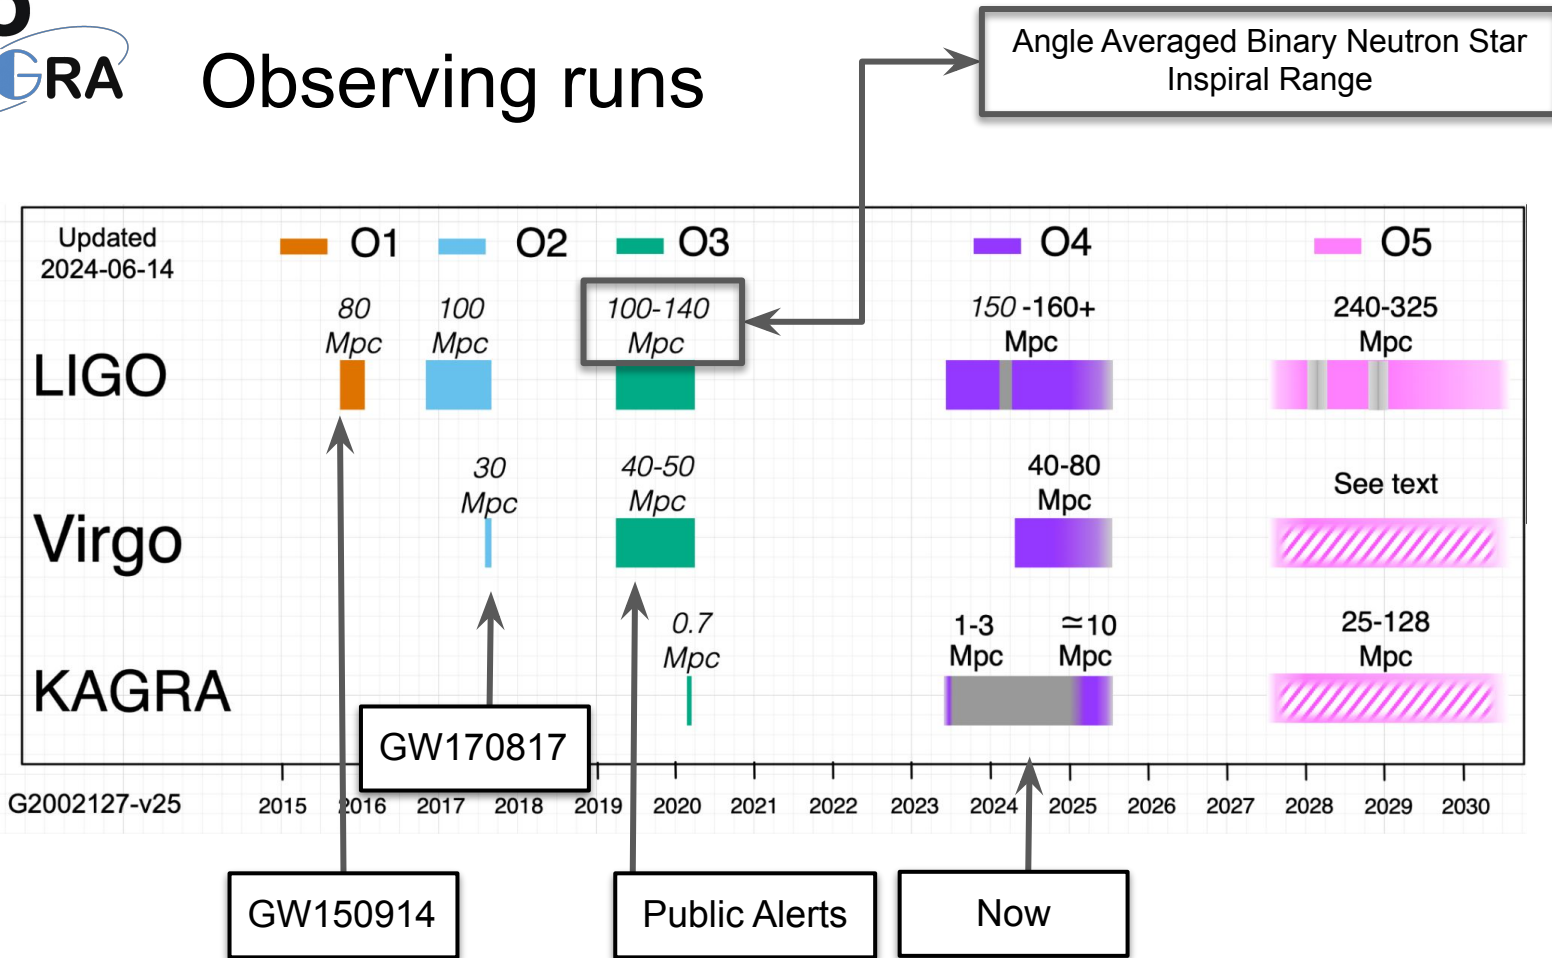 GRA
Observing runs
Angle Averaged Binary Neutron Star
Inspiral Range
Updated
2024-06-14
O1
O2
O3
O4
O5
LIGO
80
Mpc
100
Mpc
100-140
Mpc
150 -160+
Mpc
240-325
Mpc
Virgo
30
Mpc
40-50
Mpc
40-80
Mpc
See text
KAGRA
0.7
Mpc
1-3
Mpc
≃10
Mpc
25-128
Mpc
GW170817
G2002127-v25
2015 2016 2017 2018 2019 2020 2021 2022 2023 2024 2025 2026 2027 2028 2029 2030
GW150914
Public Alerts
Now